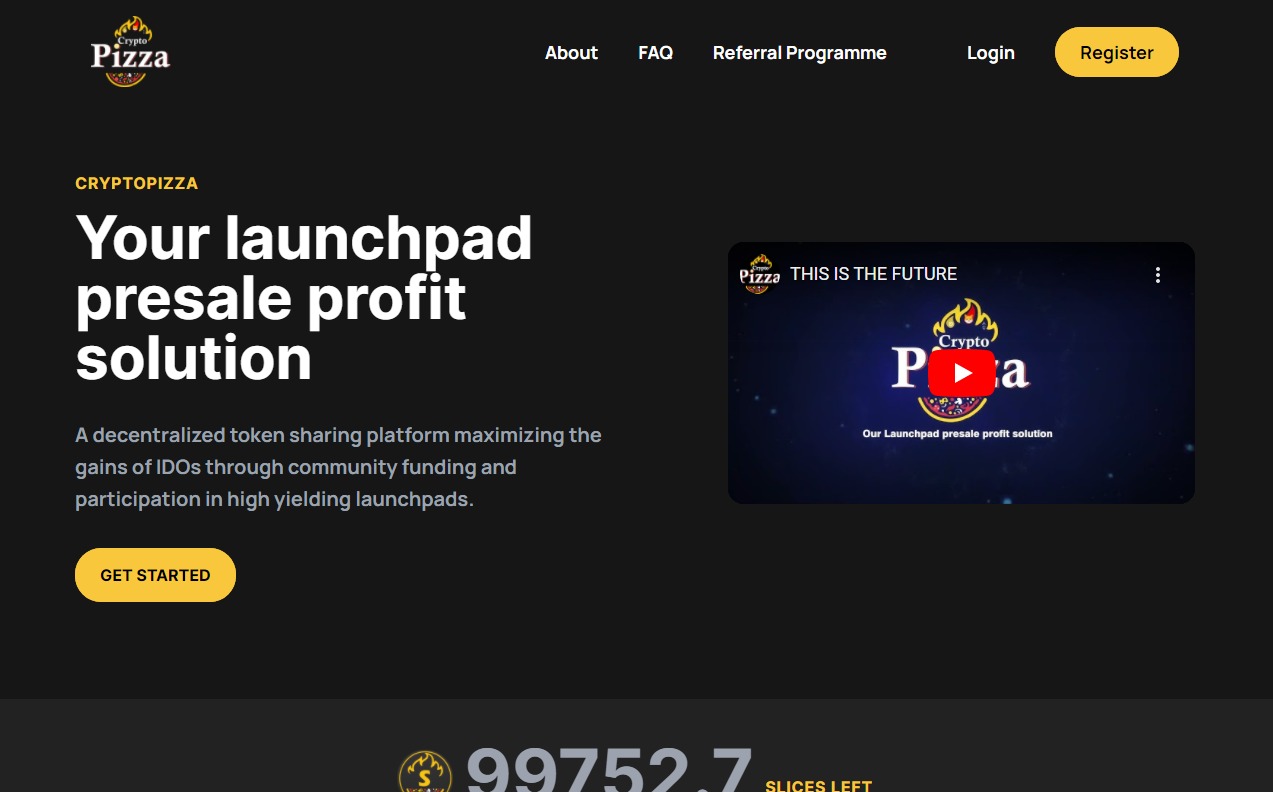 Crypto
Pizza
About
FAQ
Referral Programme
Login
Register
CRYPTOPIZZA
Your launchpad
presale profit
solution
A decentralized token sharing platform maximizing the
gains of IDOs through community funding and
participation in high yielding launchpads.
GET STARTED
Crypto
Pizza
THIS IS THE FUTURE
Crypto
P a
Our Launchpad presale profit solution
S
99752.7
SLICES LEFT